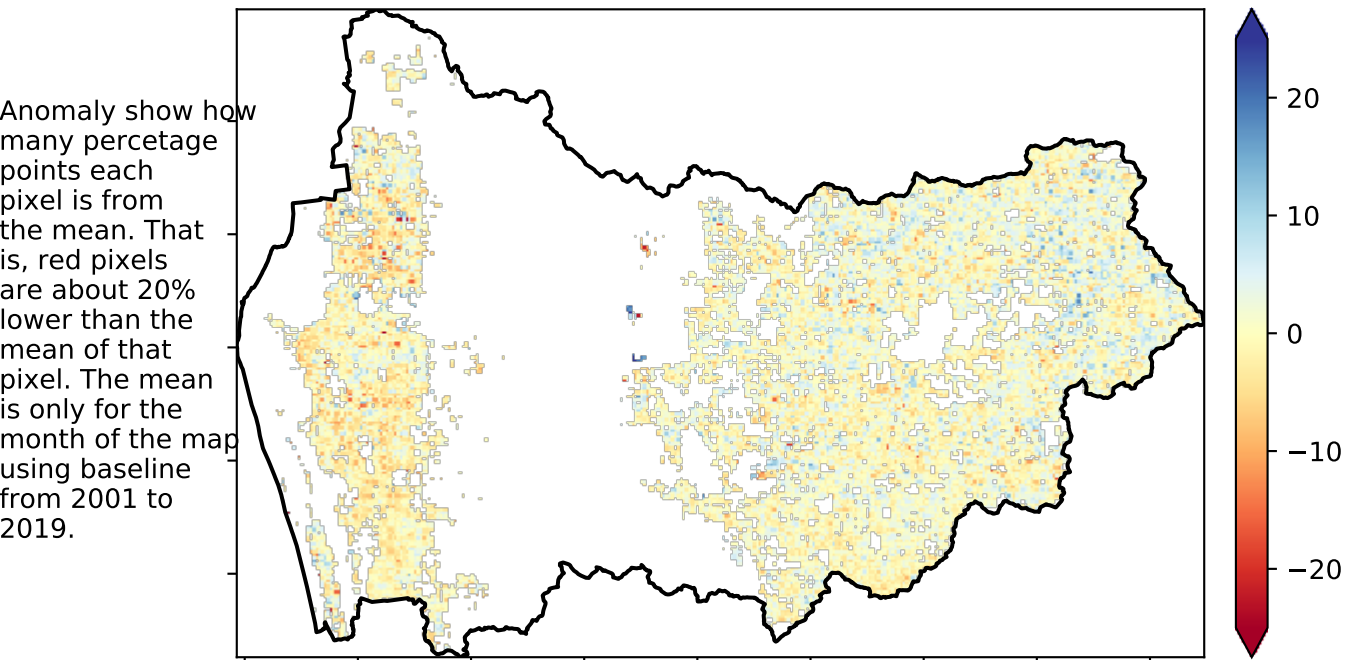 Anomaly show how
many percetage
points each
pixel is from
the mean. That
is, red pixels
are about 20%
lower than the
mean of that
pixel. The mean
is only for the
month of the map
using baseline
from 2001 to
2019.
20
10
0
−10
−20